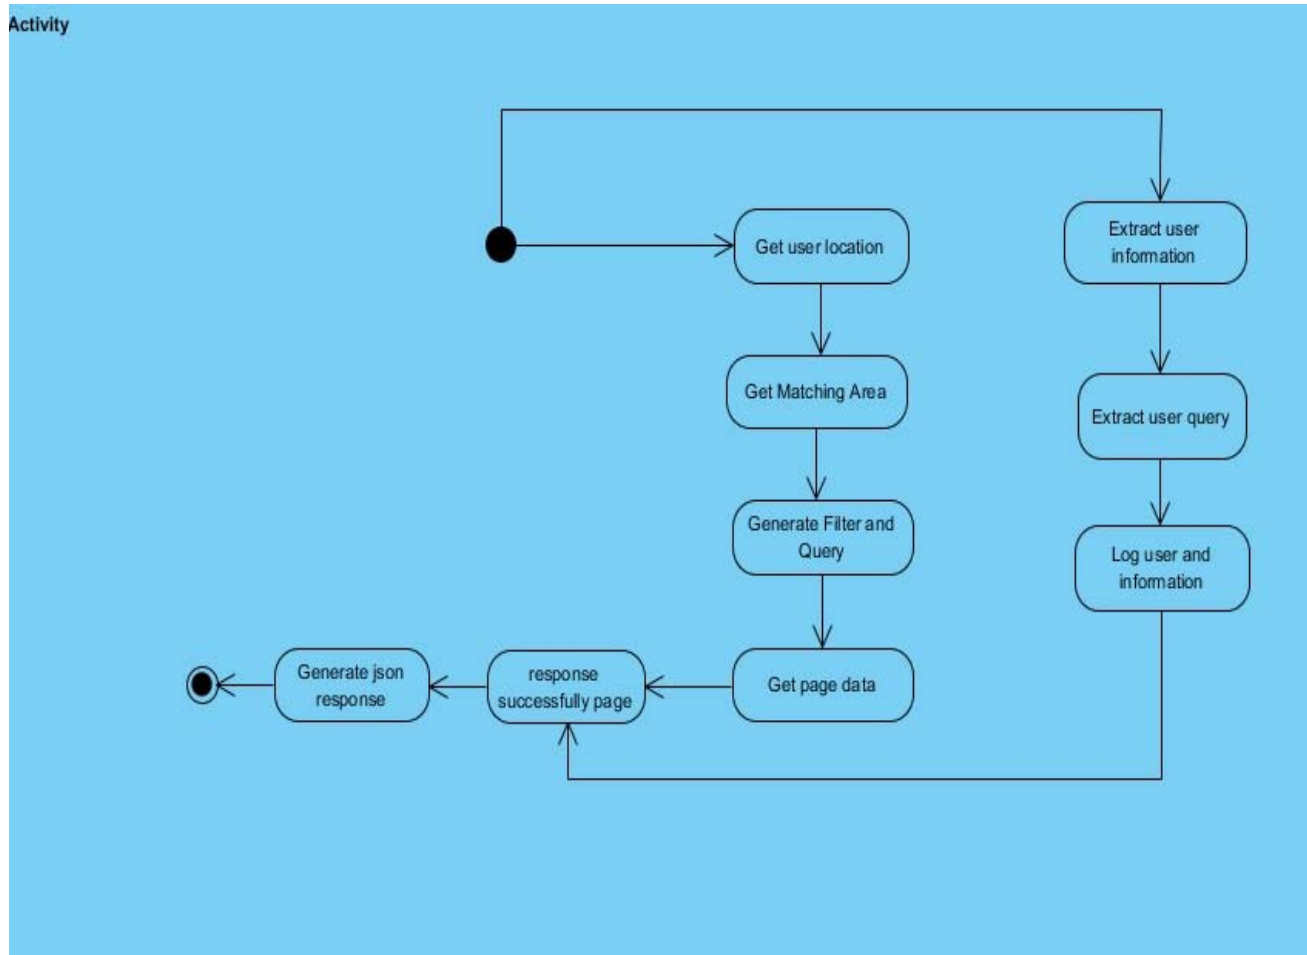 Activity
Get user location
Extract user
information
Get Matching Area
Extract user query
Generate Filter and
Query
Log user and
information
Generate json
response
response
successfully page
Get page data